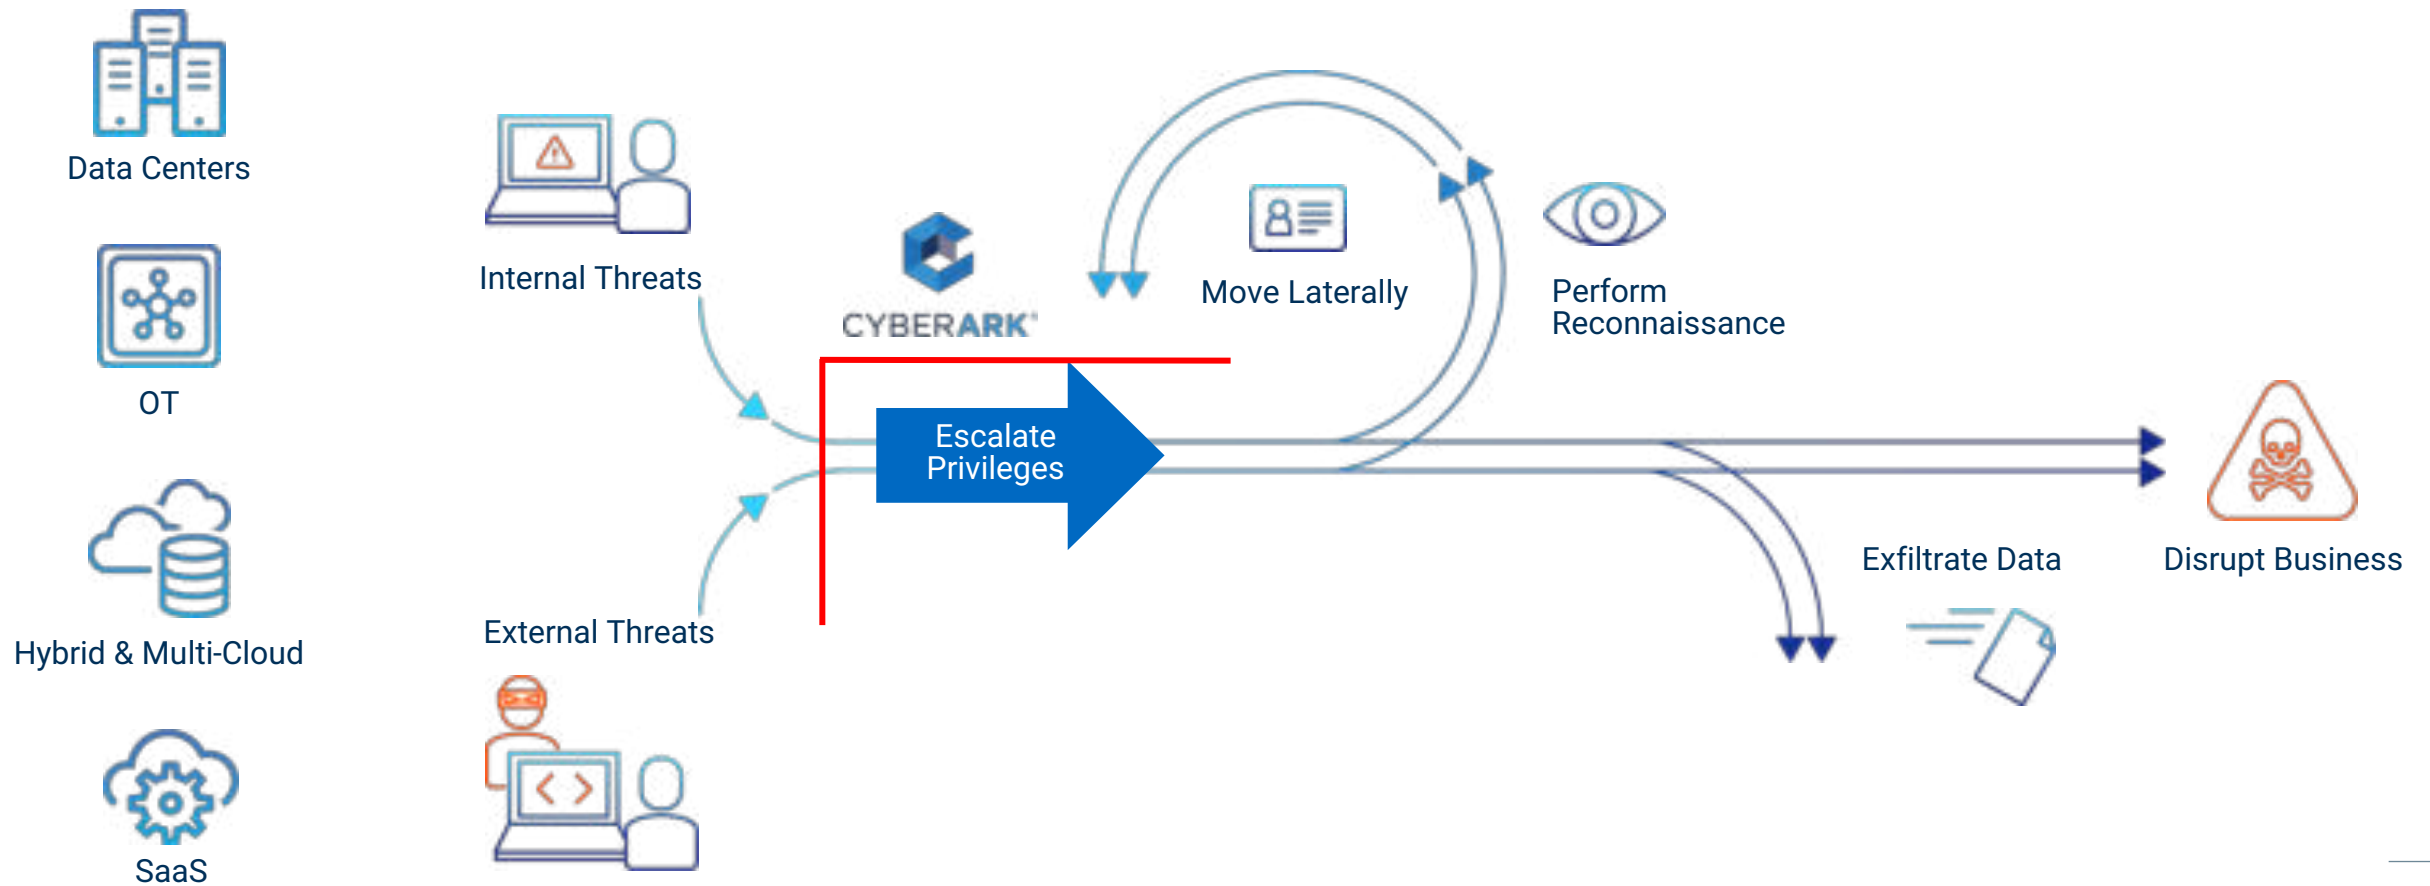 Data Centers
OT
Hybrid & Multi-Cloud
SaaS
Internal Threats
External Threats
CYBERARK®
Escalate
Privileges
Move Laterally
Perform
Reconnaissance
Exfiltrate Data
Disrupt Business